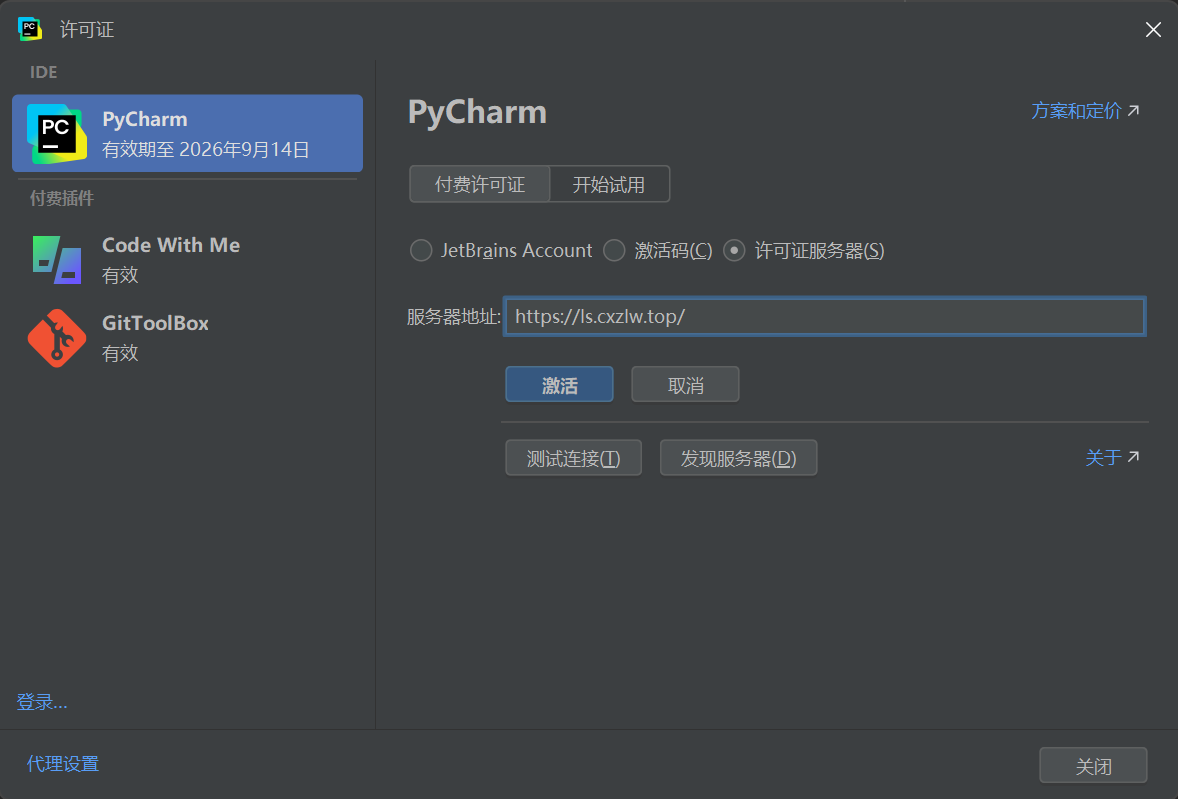 PC
许可证
IDE
PC
PyCharm
有效期至 2026年9月14日
付费插件
Code With Me
有效
GitToolBox
有效
登录...
代理设置
PyCharm
方案和定价
付费许可证
开始试用
JetBrains Account
激活码(C)
许可证服务器(S)
服务器地址:
https://ls.cxzlw.top/
激活
取消
测试连接(T)
发现服务器(D)
关于
关闭